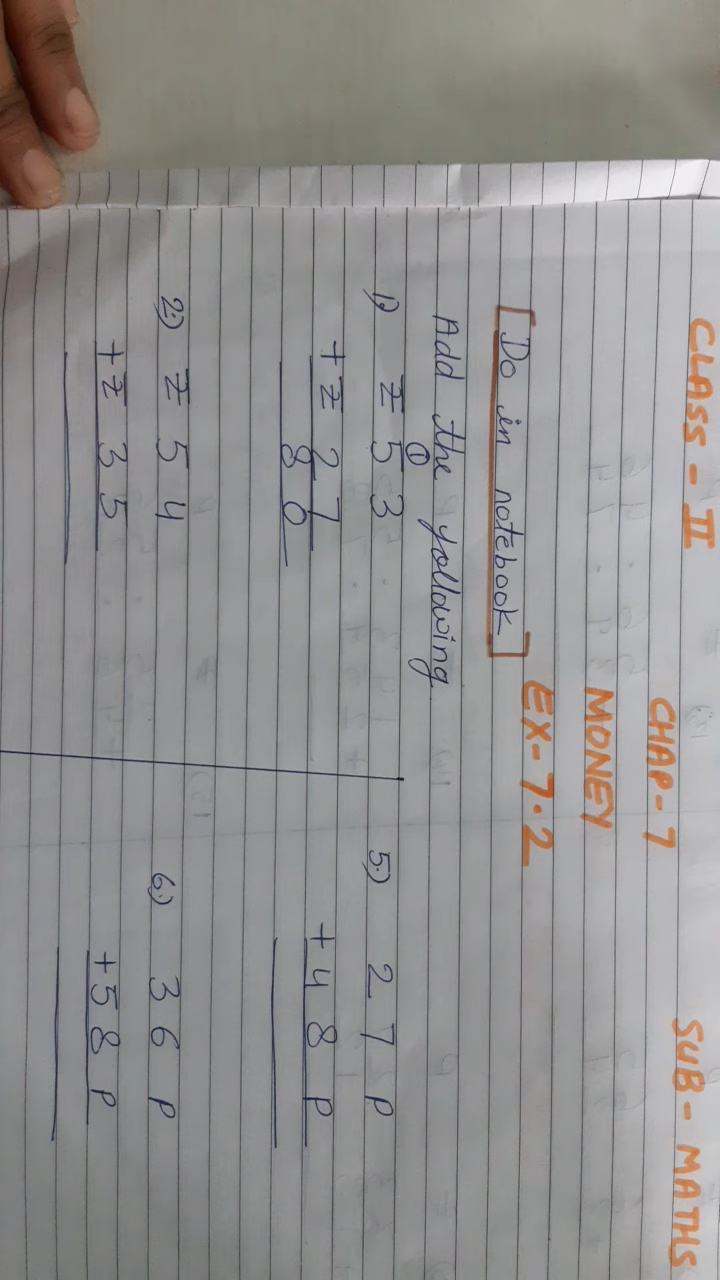 CLASS - II SUB - MATHS
CHAP - 7
MONEY
EX - 7.2
[Do in notebook]
Add the following
①
1) ₹ 5 3
+ ₹ 2 7
8 0
2) ₹ 5 4
+ ₹ 3 5
5) 2 7 P
+ 4 8 P
6) 3 6 P
+ 5 8 P